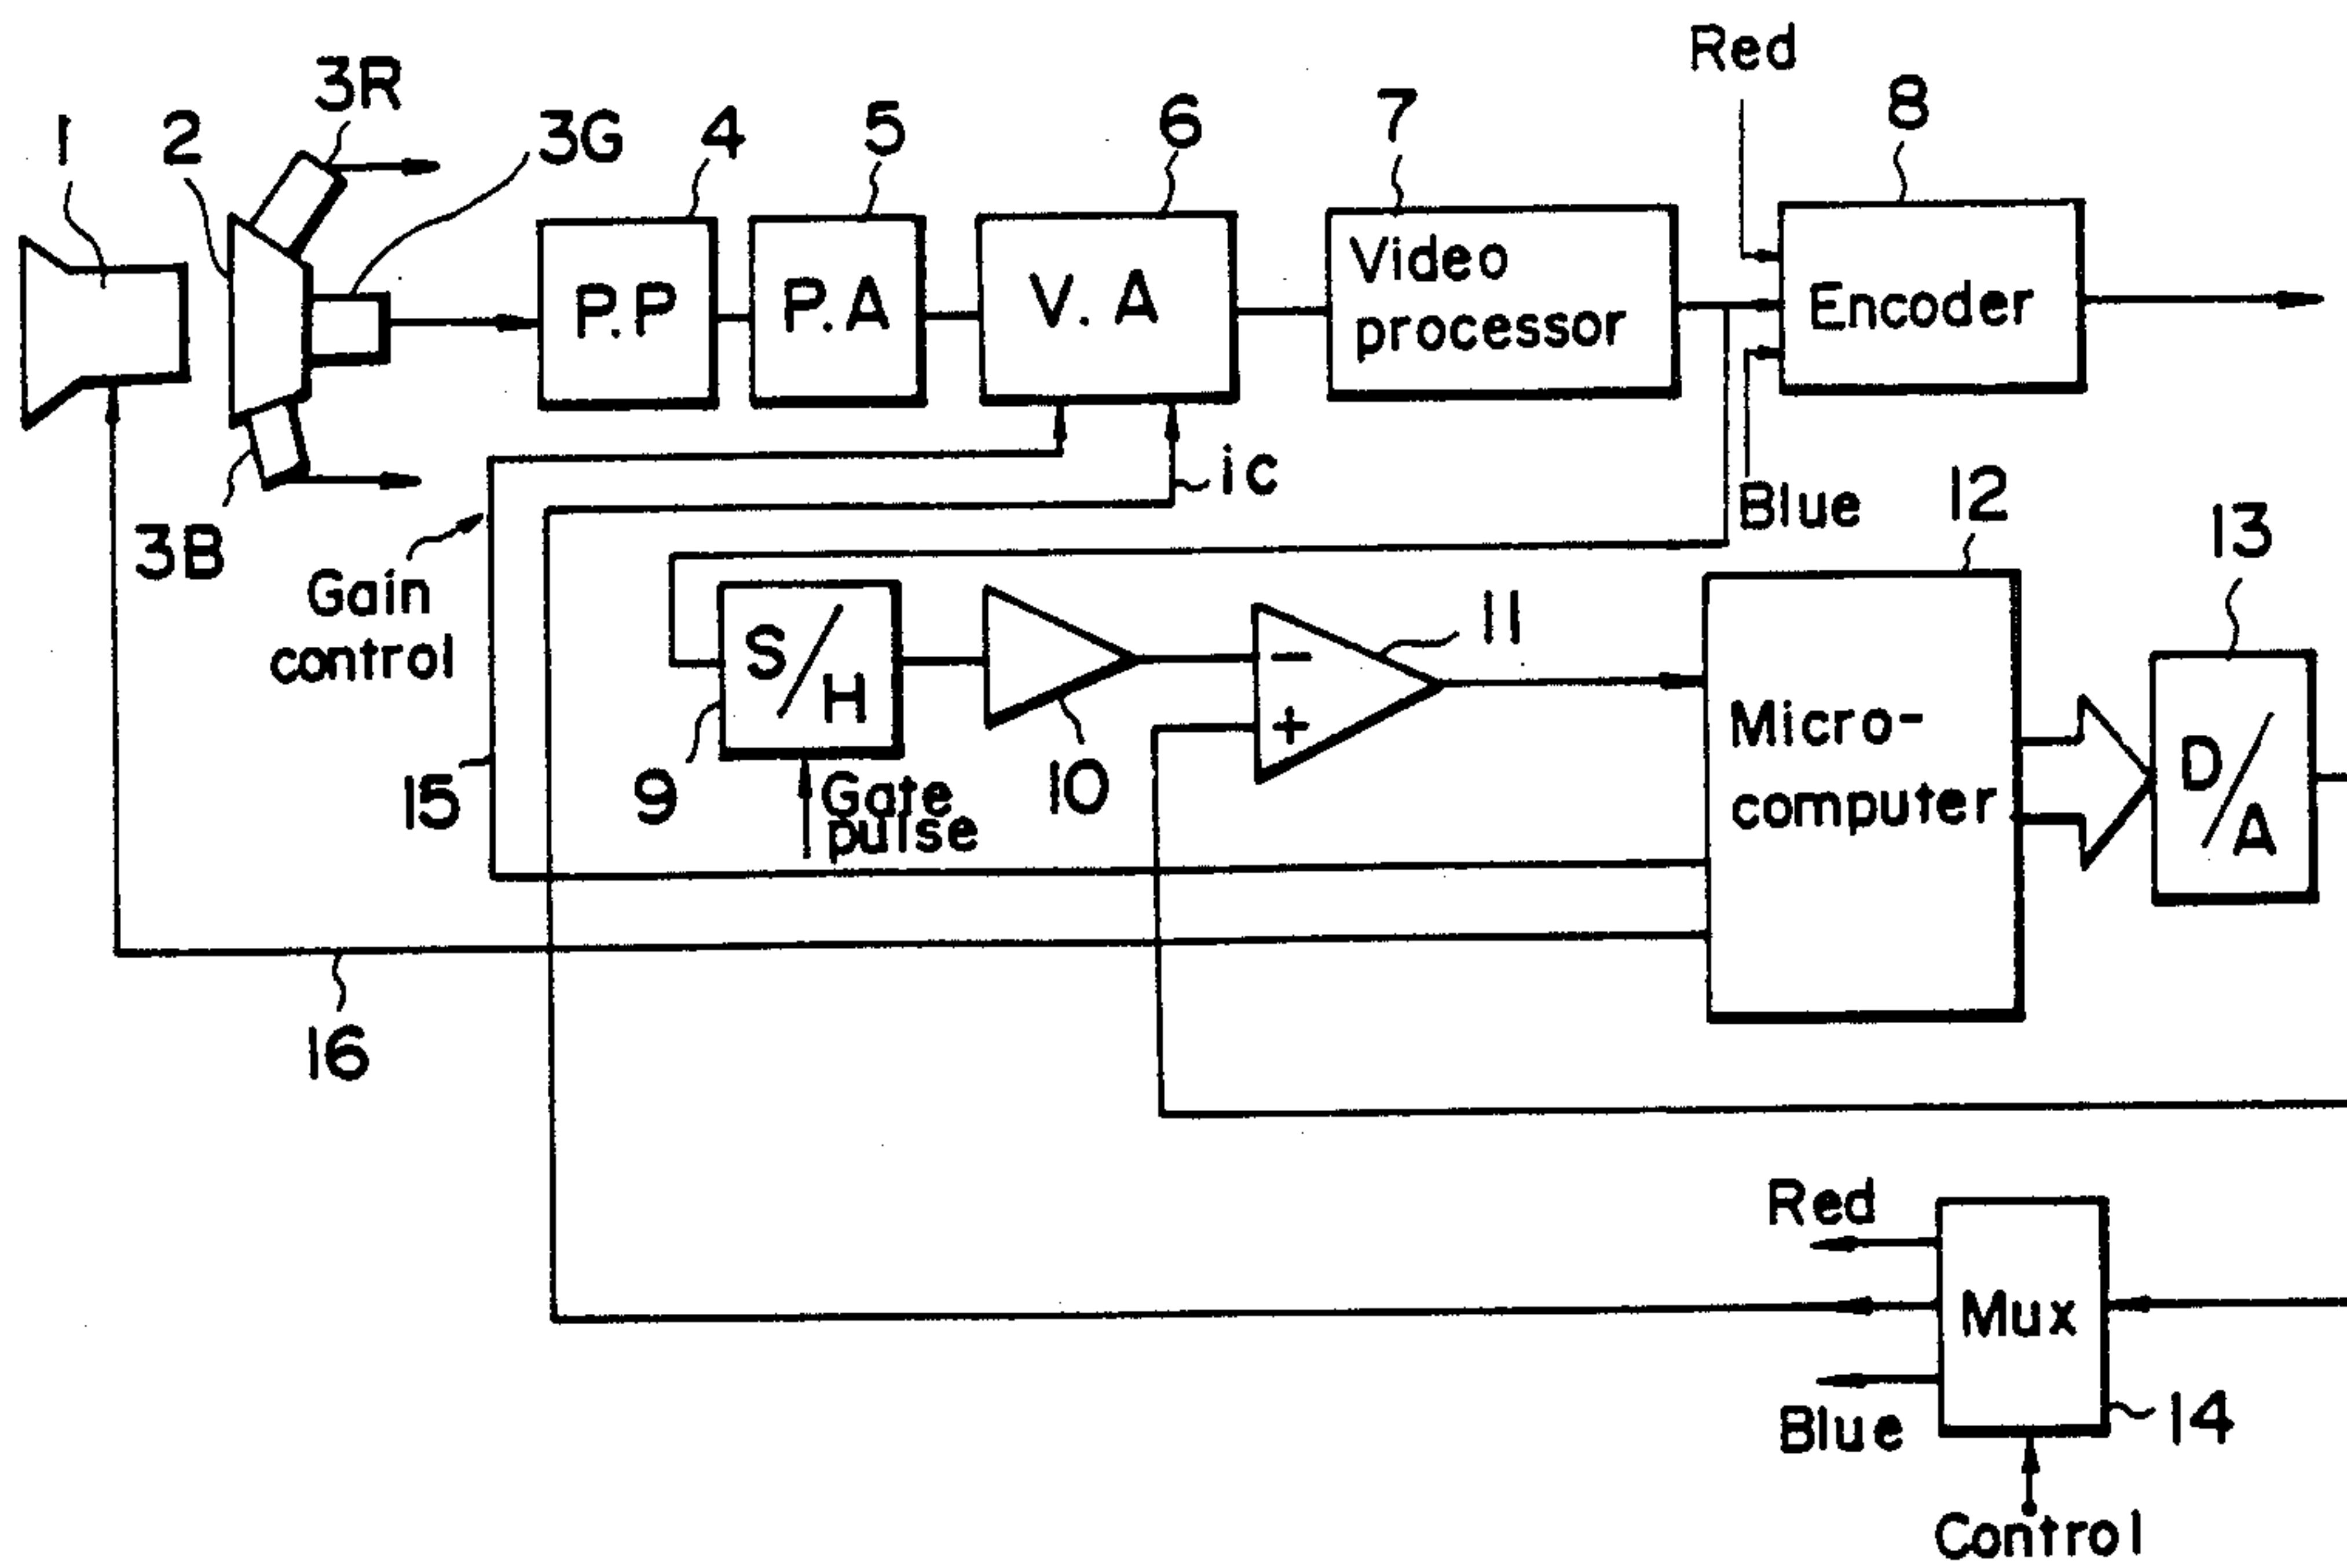 Red
3R
8
1
2
3G
4
5
6
7
P.P
P.A
V. A
Video
processor
Encoder
ic
3B
Blue
12
13
Gain
control
S/H
-
+
11
Micro-
computer
D/A
15
9
Gate
pulse
10
16
Red
Mux
Blue
14
Control